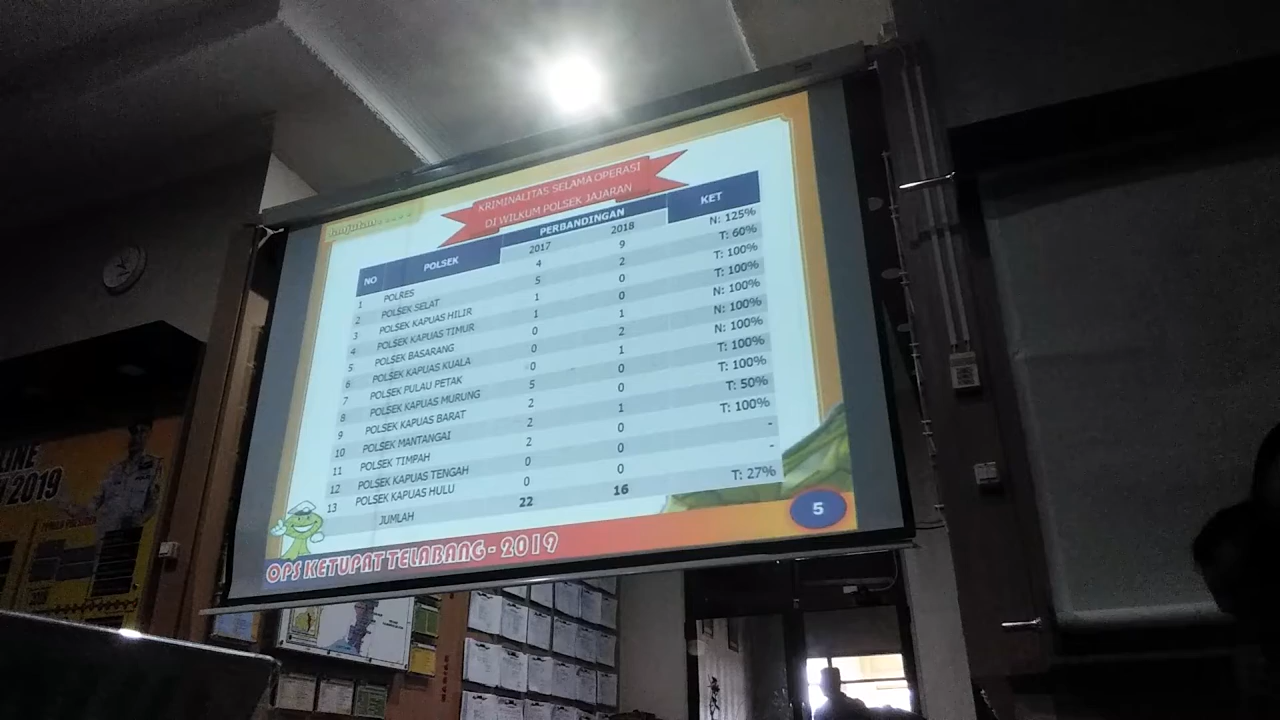 lanjutan .....
KRIMINALITAS SELAMA OPERASI
DI WILKUM POLSEK JAJARAN
NO POLSEK PERBANDINGAN KET
2017 2018
1 POLRES 4 9 N: 125%
2 POLSEK SELAT 5 2 T: 60%
3 POLSEK KAPUAS HILIR 1 0 T: 100%
4 POLSEK KAPUAS TIMUR 1 0 T: 100%
5 POLSEK BASARANG 0 1 N: 100%
6 POLSEK KAPUAS KUALA 0 2 N: 100%
7 POLSEK PULAU PETAK 0 1 N: 100%
8 POLSEK KAPUAS MURUNG 5 0 T: 100%
9 POLSEK KAPUAS BARAT 2 0 T: 100%
10 POLSEK MANTANGAI 2 1 T: 50%
11 POLSEK TIMPAH 2 0 T: 100%
12 POLSEK KAPUAS TENGAH 0 0 -
13 POLSEK KAPUAS HULU 0 0 -
JUMLAH 22 16 T: 27%
5
OPS KETUPAT TELABANG - 2019
2019